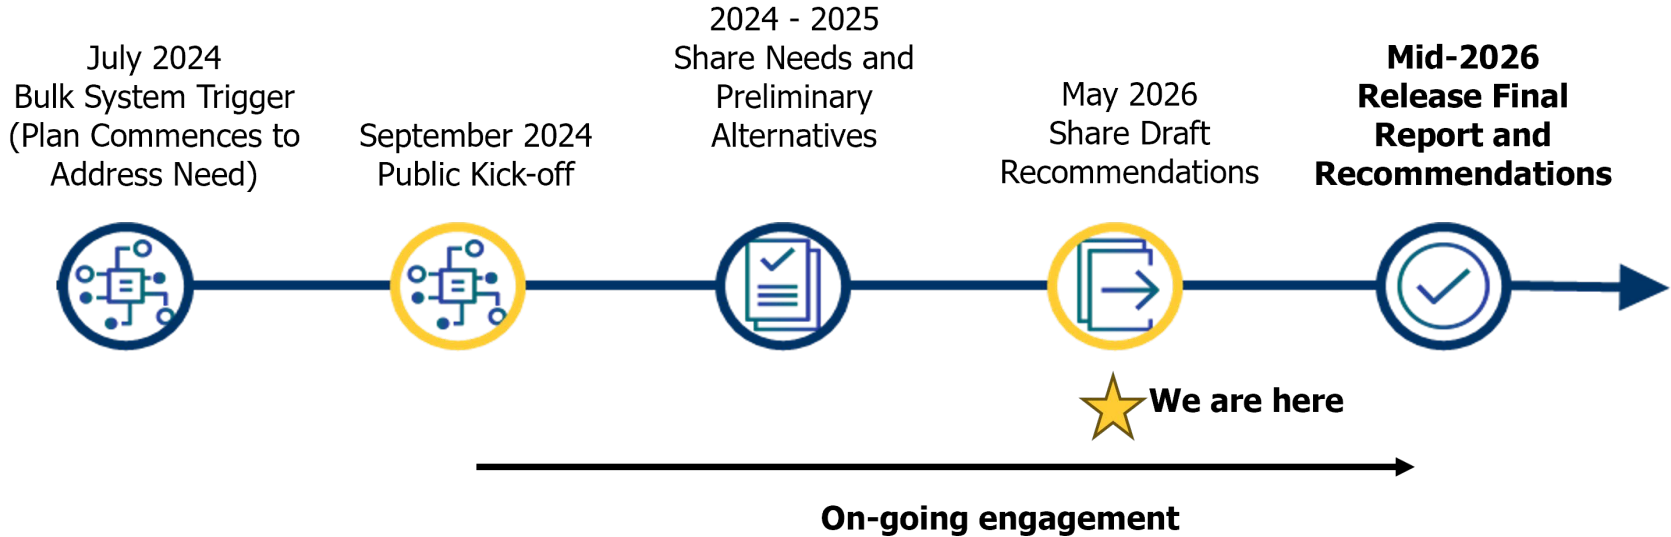 July 2024
Bulk System Trigger
(Plan Commences to
Address Need)
September 2024
Public Kick-off
2024 - 2025
Share Needs and
Preliminary
Alternatives
May 2026
Share Draft
Recommendations
Mid-2026
Release Final
Report and
Recommendations
We are here
On-going engagement